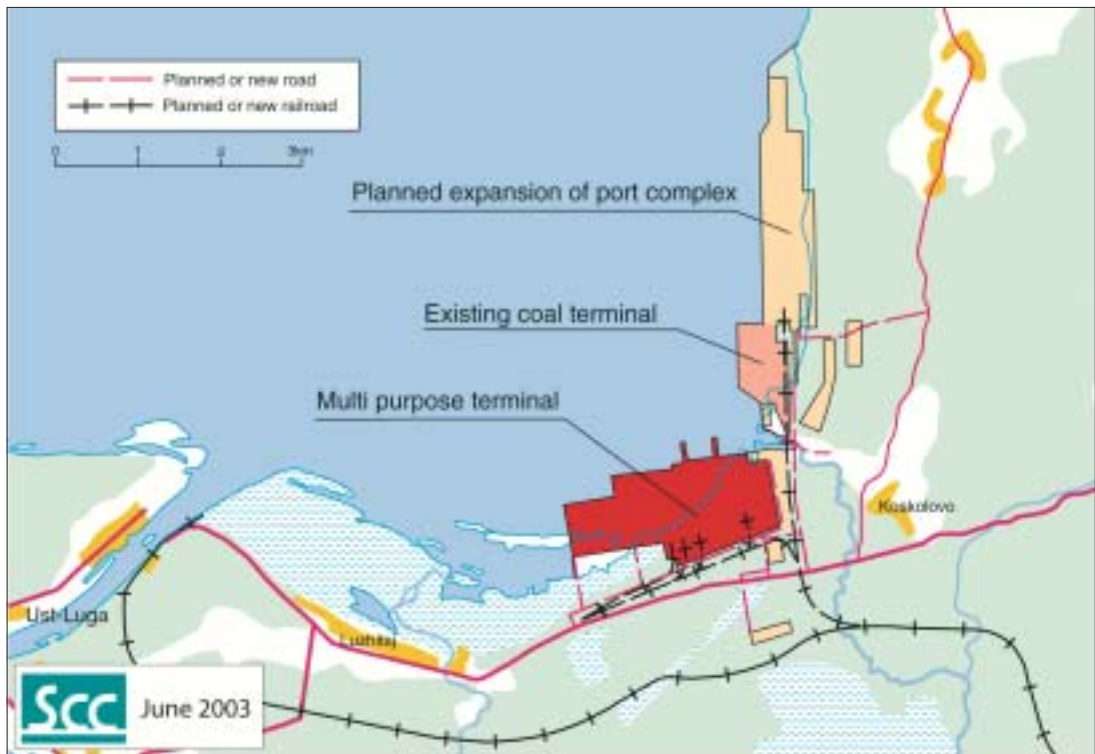 Planned or new road
Planned or new railroad
0 1 2 3km
Planned expansion of port complex
Existing coal terminal
Multi purpose terminal
Koskolovo
Ust-Luga
Scc June 2003